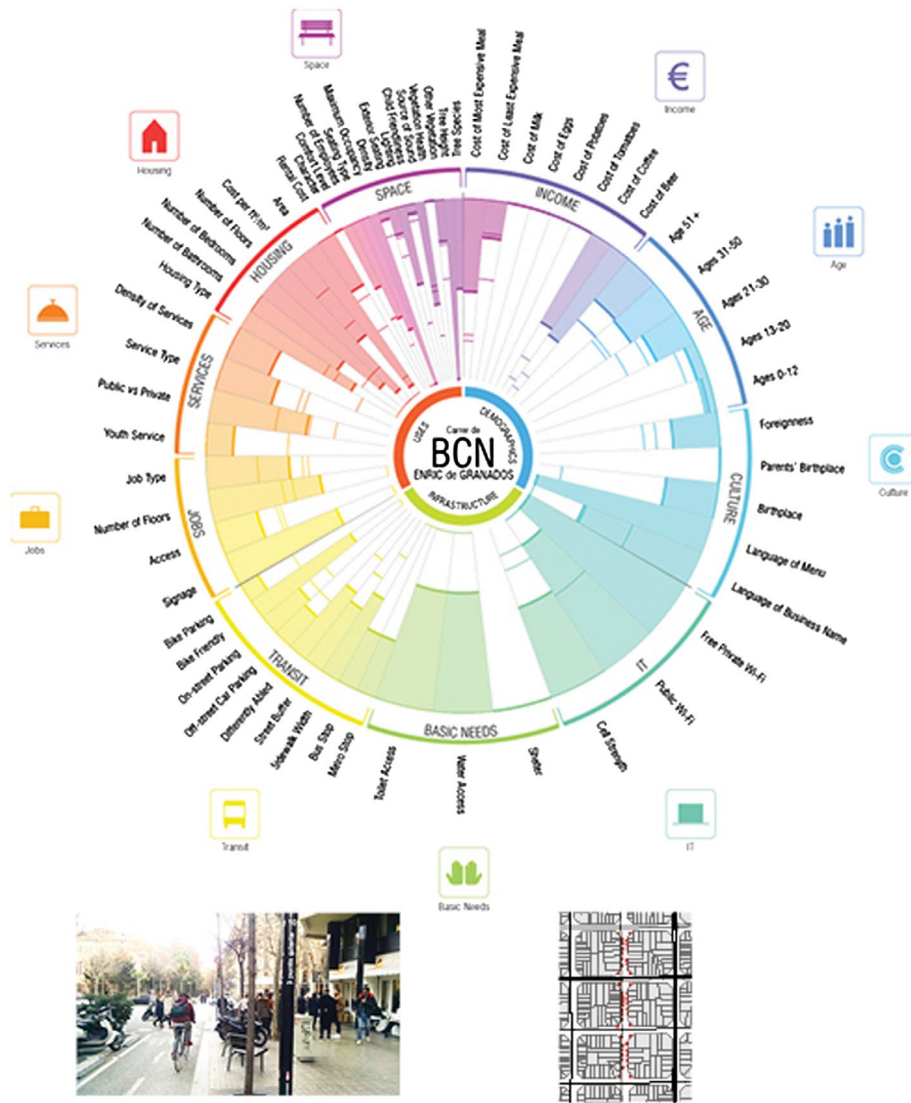 Space
Income
Housing
Age
Services
Culture
Jobs
Transit
IT
Basic Needs
SPACE
INCOME
AGE
CULTURE
IT
BASIC NEEDS
TRANSIT
JOBS
SERVICES
HOUSING
Cost of Most Expensive Meal
Cost of Least Expensive Meal
Cost of Milk
Cost of Eggs
Cost of Potatoes
Cost of Tomatoes
Cost of Coffee
Cost of Beer
Age 51+
Ages 31-50
Ages 21-30
Ages 13-20
Ages 0-12
Foreignness
Parents' Birthplace
Birthplace
Language of Menu
Language of Business Name
Free Private Wi-Fi
Public Wi-Fi
Cell Strength
Shelter
Water Access
Toilet Access
Metro Stop
Bus Stop
Sidewalk Width
Street Buffer
Differently Abled
Off-street Car Parking
On-street Parking
Bike Friendly
Bike Parking
Signage
Access
Number of Floors
Job Type
Youth Service
Public vs Private
Service Type
Density of Services
Housing Type
Number of Bathrooms
Number of Bedrooms
Number of Floors
Cost per ft²/m²
Area
Rental Cost
Character
Comfort Level
Number of Employees
Seating Type
Maximum Occupancy
Density
Exterior Seating
Lighting
Child Friendliness
Source of Sound
Vegetation Health
Other Vegetation
Tree Height
Tree Species
USES
DEMOGRAPHICS
INFRASTRUCTURE
Carrer de
BCN
ENRIC de GRANADOS